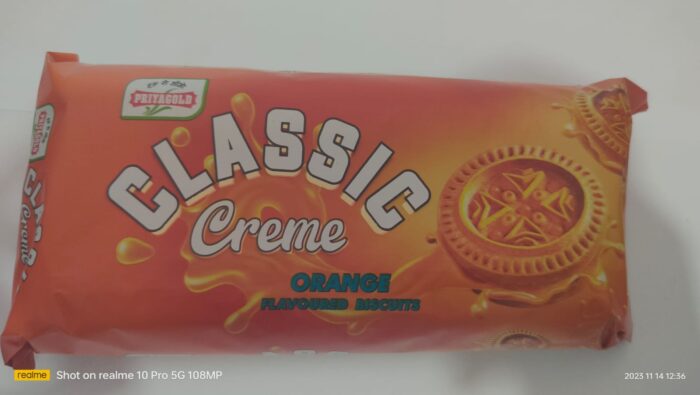 PRIYAGOLD
CLASSIC
Creme
ORANGE
FLAVOURED BISCUITS
realme
Shot on realme 10 Pro 5G 108MP
2023 11 14 12:36